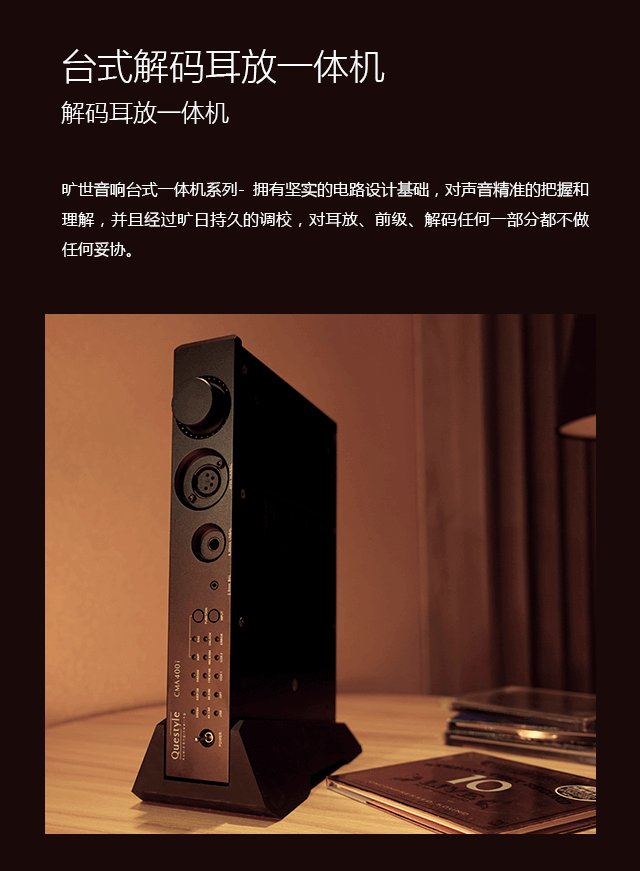 台式解码耳放一体机
解码耳放一体机
旷世音响台式一体机系列- 拥有坚实的电路设计基础，对声音精准的把握和
理解，并且经过旷日持久的调校，对耳放、前级、解码任何一部分都不做
任何妥协。
CMA400i
Questyle
POWER
10